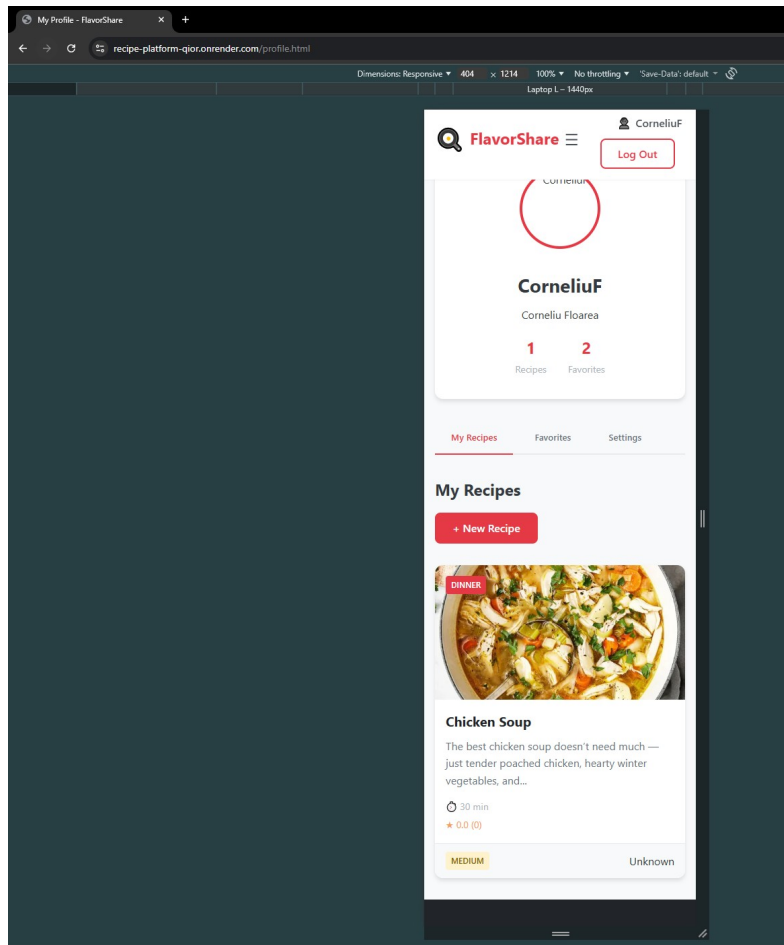 My Profile - FlavorShare
recipe-platform-qior.onrender.com/profile.html
Dimensions: Responsive 404 x 1214 100% No throttling 'Save-Data': default
Laptop L – 1440px
CorneliuF
FlavorShare
Log Out
CorneliuF
CorneliuF
Corneliu Floarea
1 2
Recipes Favorites
My Recipes Favorites Settings
My Recipes
+ New Recipe
DINNER
Chicken Soup
The best chicken soup doesn't need much —
just tender poached chicken, hearty winter
vegetables, and...
30 min
★ 0.0 (0)
MEDIUM Unknown